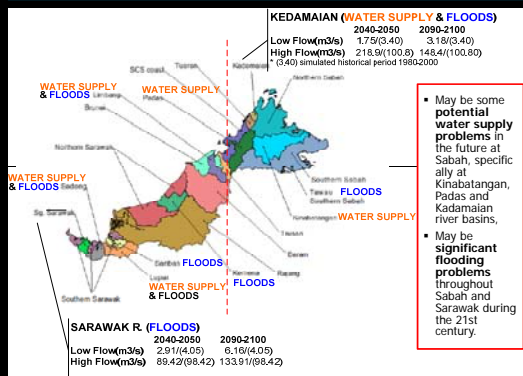 KEDAMAIAN (WATER SUPPLY & FLOODS)
2040-2050 2090-2100
Low Flow(m3/s) 1.75/(3.40) 3.18/(3.40)
High Flow(m3/s) 218.9/(100.8) 148.4/(100.80)
* (3.40) simulated historical period 1980-2000
SCS coast
Tuaran
Kadamaian
Northern Sabah
WATER SUPPLY
& FLOODS
Limbang
WATER SUPPLY
Padas
Brunei
Northern Sarawak
WATER SUPPLY
& FLOODS
Sadong
Sg. Sarawak
Southern Sabah
Tawau
FLOODS
Southern Sabah
Kinabatangan
WATER SUPPLY
Trusan
Baram
FLOODS
Rajang
FLOODS
Lupar
WATER SUPPLY
& FLOODS
Southern Sarawak
SARAWAK R. (FLOODS)
2040-2050 2090-2100
Low Flow(m3/s) 2.91/(4.05) 6.16/(4.05)
High Flow(m3/s) 89.42/(98.42) 133.91/(98.42)
▪ May be some
potential
water supply
problems in
the future at
Sabah, specific
ally at
Kinabatangan,
Padas and
Kadamaian
river basins,
▪ May be
significant
flooding
problems
throughout
Sabah and
Sarawak during
the 21st
century.